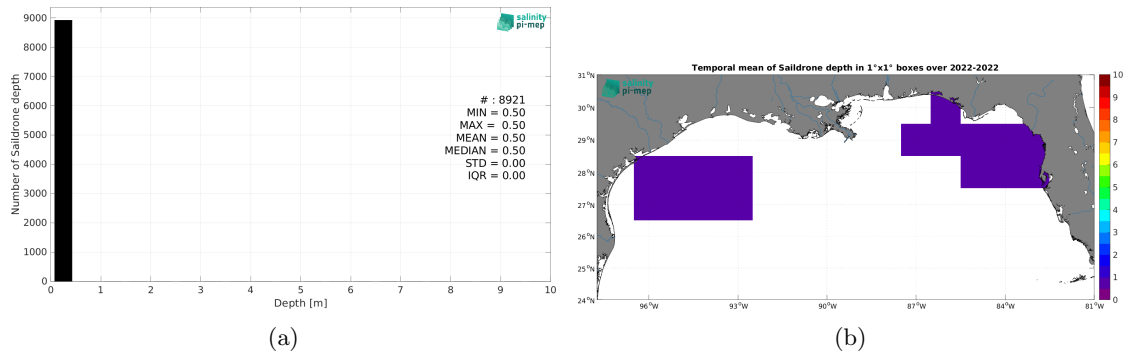 9000
8000
7000
6000
5000
4000
3000
2000
1000
0
Number of Saildrone depth
salinity
pi-mep
# : 8921
MIN = 0.50
MAX = 0.50
MEAN = 0.50
MEDIAN = 0.50
STD = 0.00
IQR = 0.00
0 1 2 3 4 5 6 7 8 9 10
Depth [m]
(a)
Temporal mean of Saildrone depth in 1°x1° boxes over 2022-2022
salinity
pi-mep
31°N
30°N
29°N
28°N
27°N
26°N
25°N
24°N
96°W 93°W 90°W 87°W 84°W 81°W
10
9
8
7
6
5
4
3
2
1
0
(b)